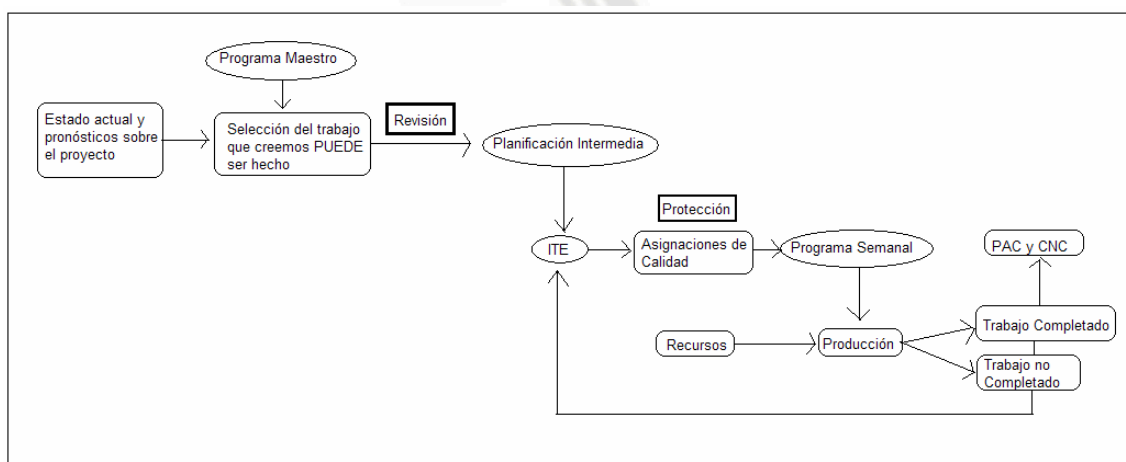 Programa Maestro
Estado actual y
pronósticos sobre
el proyecto
Selección del trabajo
que creemos PUEDE
ser hecho
Revisión
Planificación Intermedia
Protección
ITE
Asignaciones de
Calidad
Programa Semanal
PAC y CNC
Recursos
Producción
Trabajo Completado
Trabajo no
Completado